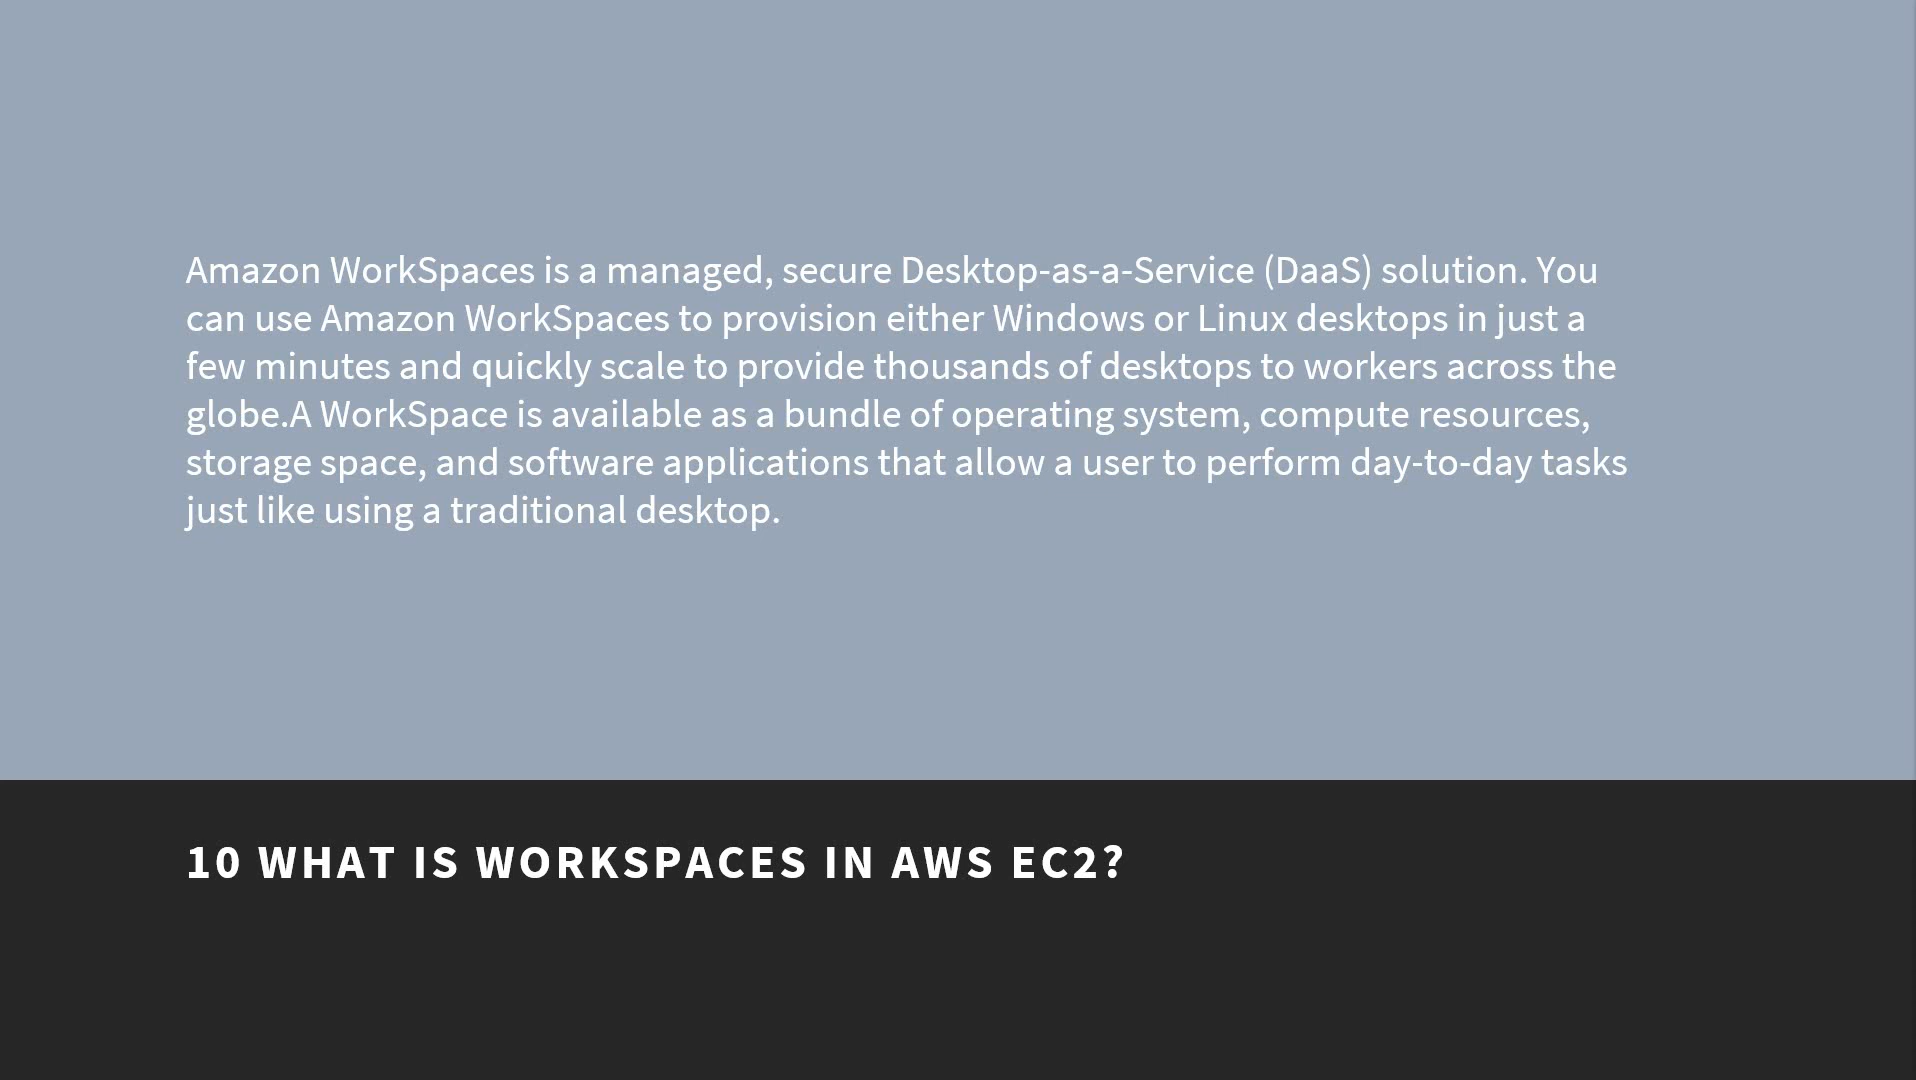 Amazon WorkSpaces is a managed, secure Desktop-as-a-Service (DaaS) solution. You
can use Amazon WorkSpaces to provision either Windows or Linux desktops in just a
few minutes and quickly scale to provide thousands of desktops to workers across the
globe.A WorkSpace is available as a bundle of operating system, compute resources,
storage space, and software applications that allow a user to perform day-to-day tasks
just like using a traditional desktop.
10 WHAT IS WORKSPACES IN AWS EC2?